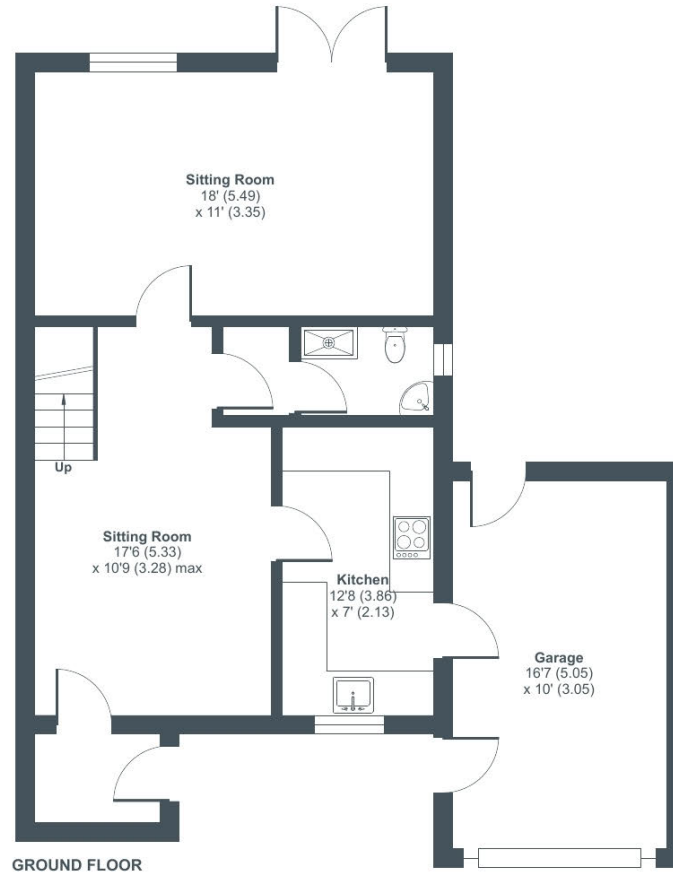 Sitting Room
18' (5.49)
x 11' (3.35)
Up
Sitting Room
17'6 (5.33)
x 10'9 (3.28) max
Kitchen
12'8 (3.86)
x 7' (2.13)
Garage
16'7 (5.05)
x 10' (3.05)
GROUND FLOOR